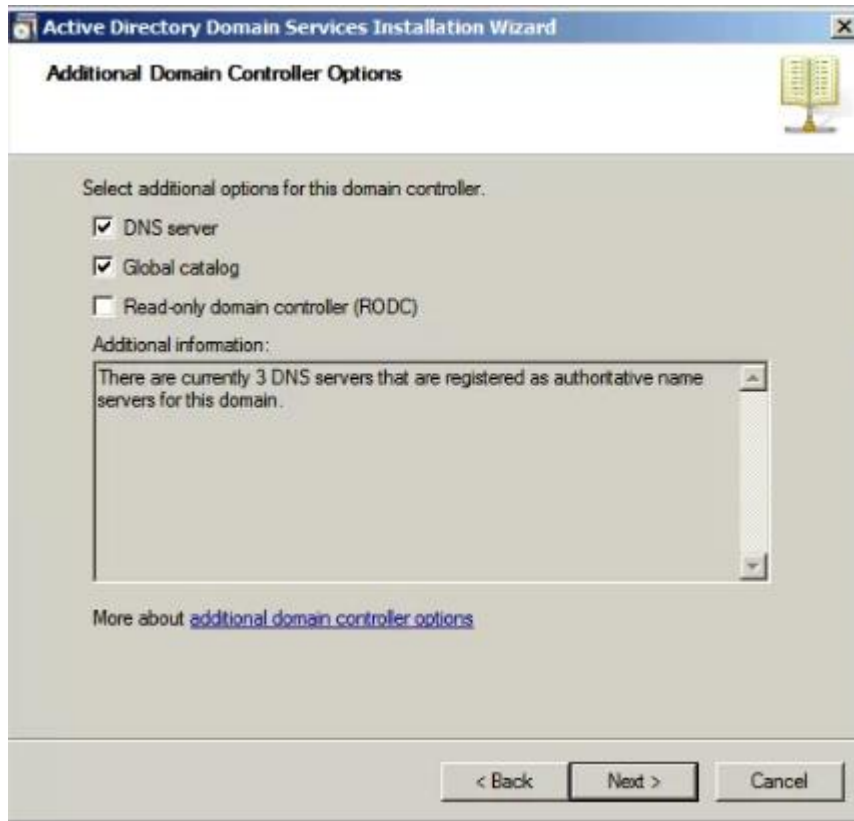 Active Directory Domain Services Installation Wizard
Additional Domain Controller Options
Select additional options for this domain controller.
DNS server
Global catalog
Read-only domain controller (RODC)
Additional information:
There are currently 3 DNS servers that are registered as authoritative name
servers for this domain.
More about additional domain controller options
< Back
Next >
Cancel